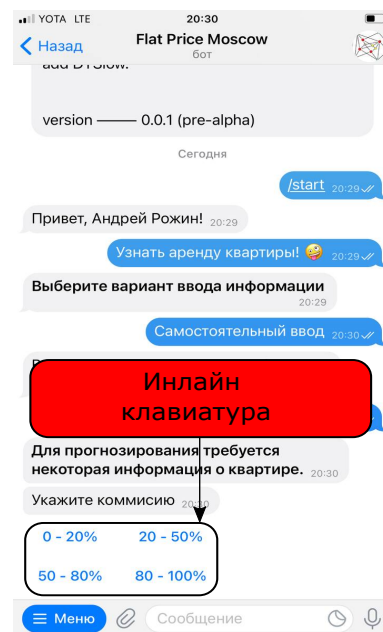 YOTA LTE 20:30
Назад
Flat Price Moscow
бот
version —— 0.0.1 (pre-alpha)
Сегодня
/start 20:29
Привет, Андрей Рожин! 20:29
Узнать аренду квартиры! 🤪 20:29
Выберите вариант ввода информации
20:29
Самостоятельный ввод 20:30
Инлайн
клавиатура
Для прогнозирования требуется
некоторая информация о квартире. 20:30
Укажите коммисию
0 - 20% 20 - 50%
50 - 80% 80 - 100%
Меню Сообщение